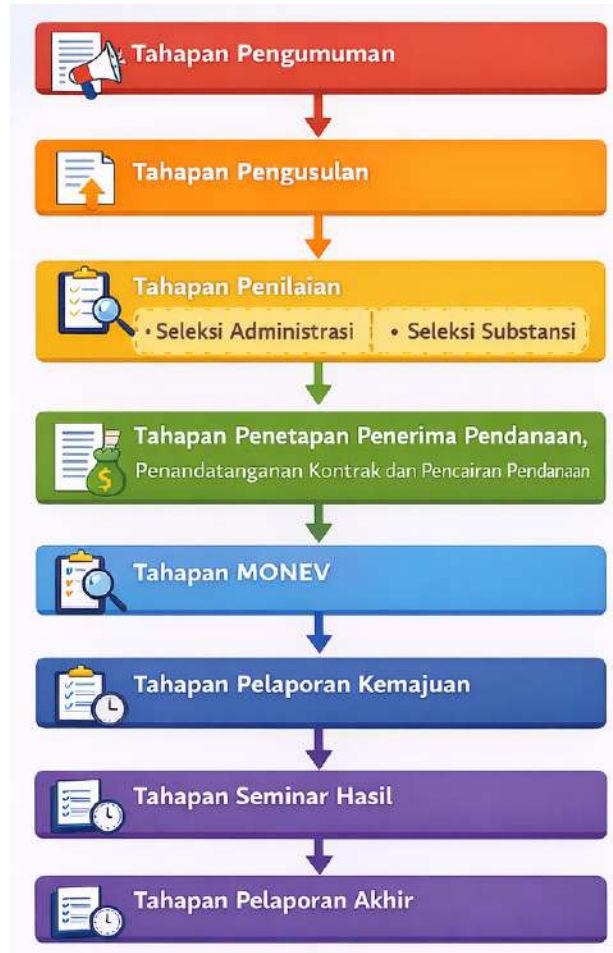 Tahapan Pengumuman
Tahapan Pengusulan
Tahapan Penilaian
• Seleksi Administrasi
• Seleksi Substansi
Tahapan Penetapan Penerima Pendanaan,
Penandatanganan Kontrak dan Pencairan Pendanaan
Tahapan MONEV
Tahapan Pelaporan Kemajuan
Tahapan Seminar Hasil
Tahapan Pelaporan Akhir